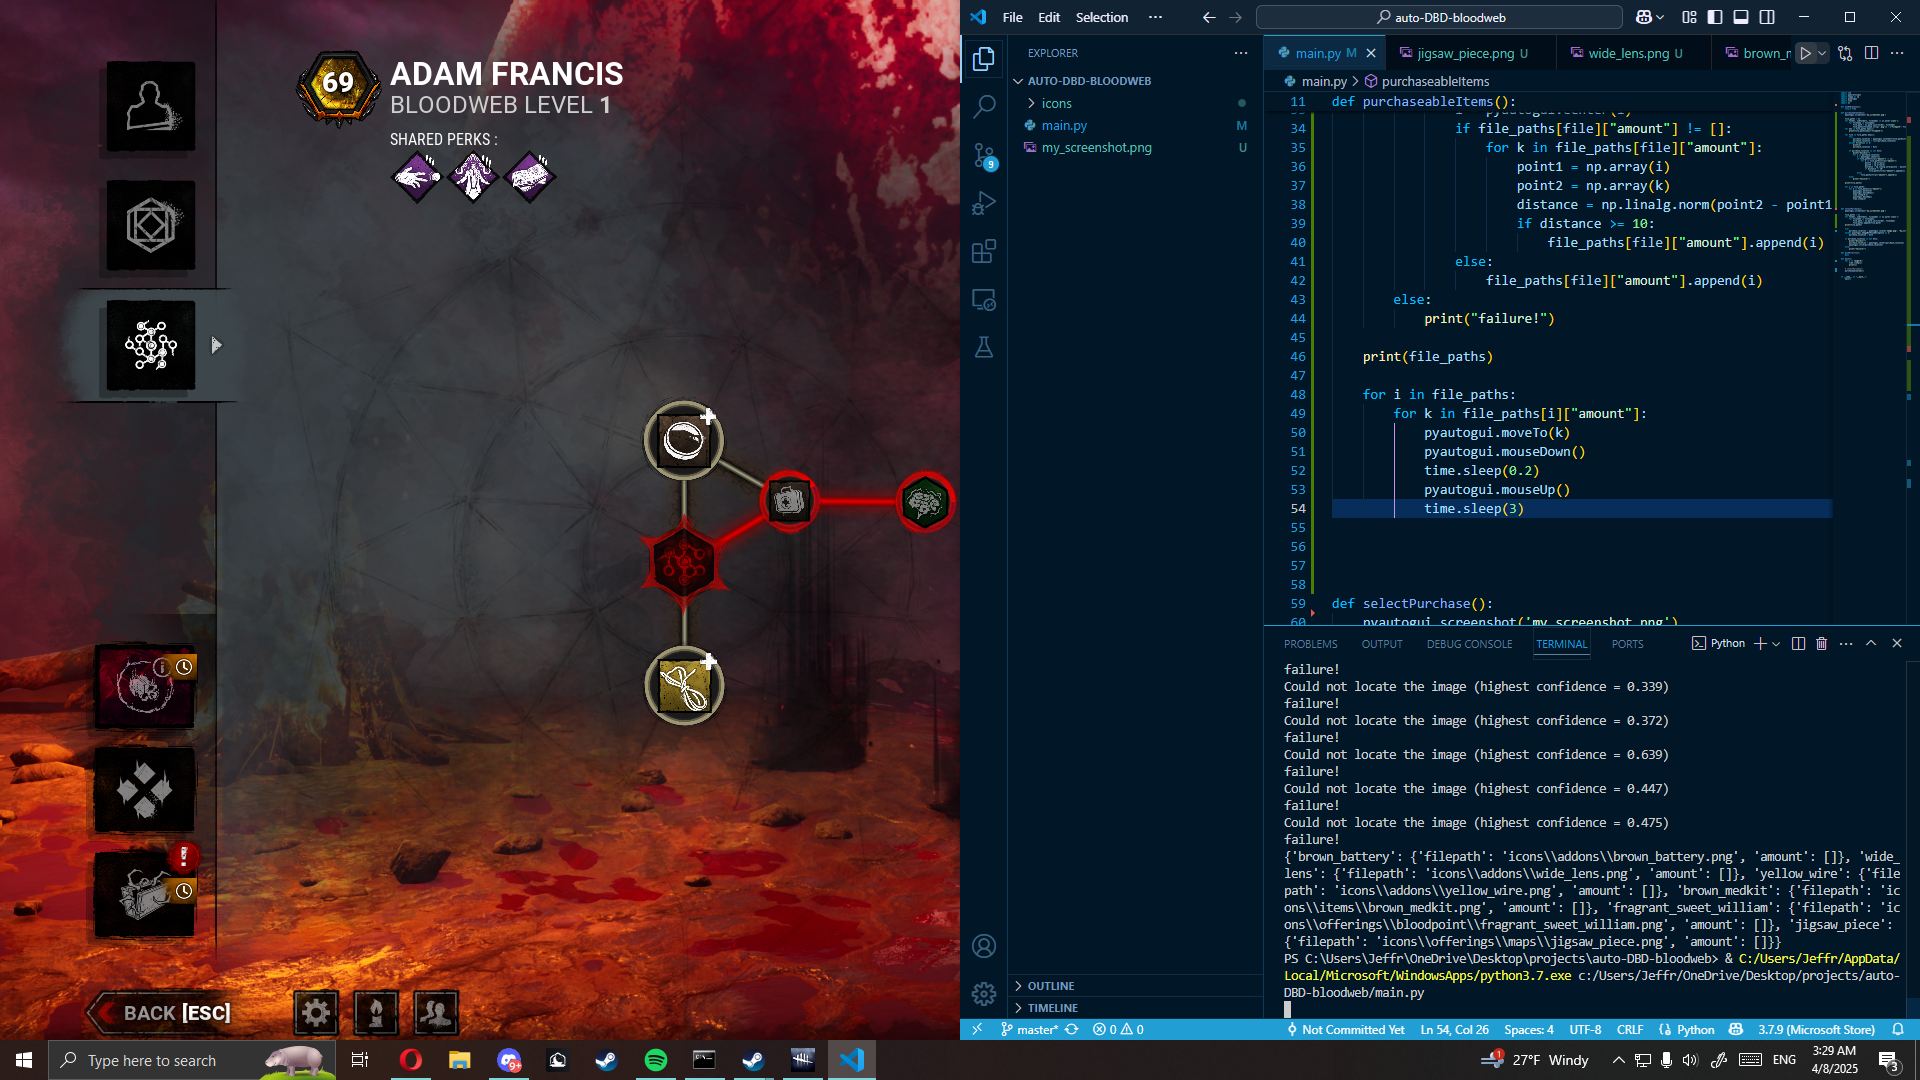 69
ADAM FRANCIS
BLOODWEB LEVEL 1
SHARED PERKS :
BACK [ESC]
File Edit Selection ···
auto-DBD-bloodweb
EXPLORER
AUTO-DBD-BLOODWEB
icons
main.py M
my_screenshot.png U
OUTLINE
TIMELINE
9
main.py M
jigsaw_piece.png U
wide_lens.png U
main.py > purchaseableItems
11 def purchaseableItems():
34 if file_paths[file]["amount"] != []:
35 for k in file_paths[file]["amount"]:
36 point1 = np.array(i)
37 point2 = np.array(k)
38 distance = np.linalg.norm(point2 - point1
39 if distance >= 10:
40 file_paths[file]["amount"].append(i)
41 else:
42 file_paths[file]["amount"].append(i)
43 else:
44 print("failure!")
45
46 print(file_paths)
47
48 for i in file_paths:
49 for k in file_paths[i]["amount"]:
50 pyautogui.moveTo(k)
51 pyautogui.mouseDown()
52 time.sleep(0.2)
53 pyautogui.mouseUp()
54 time.sleep(3)
55
56
57
58
59 def selectPurchase():
60 pyautogui.screenshot('my_screenshot.png')
PROBLEMS OUTPUT DEBUG CONSOLE TERMINAL PORTS
Python
failure!
Could not locate the image (highest confidence = 0.339)
failure!
Could not locate the image (highest confidence = 0.372)
failure!
Could not locate the image (highest confidence = 0.639)
failure!
Could not locate the image (highest confidence = 0.447)
failure!
Could not locate the image (highest confidence = 0.475)
failure!
{'brown_battery': {'filepath': 'icons\\addons\\brown_battery.png', 'amount': []}, 'wide_
lens': {'filepath': 'icons\\addons\\wide_lens.png', 'amount': []}, 'yellow_wire': {'file
path': 'icons\\addons\\yellow_wire.png', 'amount': []}, 'brown_medkit': {'filepath': 'ic
ons\\items\\brown_medkit.png', 'amount': []}, 'fragrant_sweet_william': {'filepath': 'ic
ons\\offerings\\bloodpoint\\fragrant_sweet_william.png', 'amount': []}, 'jigsaw_piece':
{'filepath': 'icons\\offerings\\maps\\jigsaw_piece.png', 'amount': []}}
PS C:\Users\Jeffr\OneDrive\Desktop\projects\auto-DBD-bloodweb> & C:/Users/Jeffr/AppData/
Local/Microsoft/WindowsApps/python3.7.exe c:/Users/Jeffr/OneDrive/Desktop/projects/auto-
DBD-bloodweb/main.py
master* 0 0 Not Committed Yet Ln 54, Col 26 Spaces: 4 UTF-8 CRLF Python 3.7.9 (Microsoft Store)
Type here to search
9+
1
27°F Windy
ENG
3:29 AM
4/8/2025
3